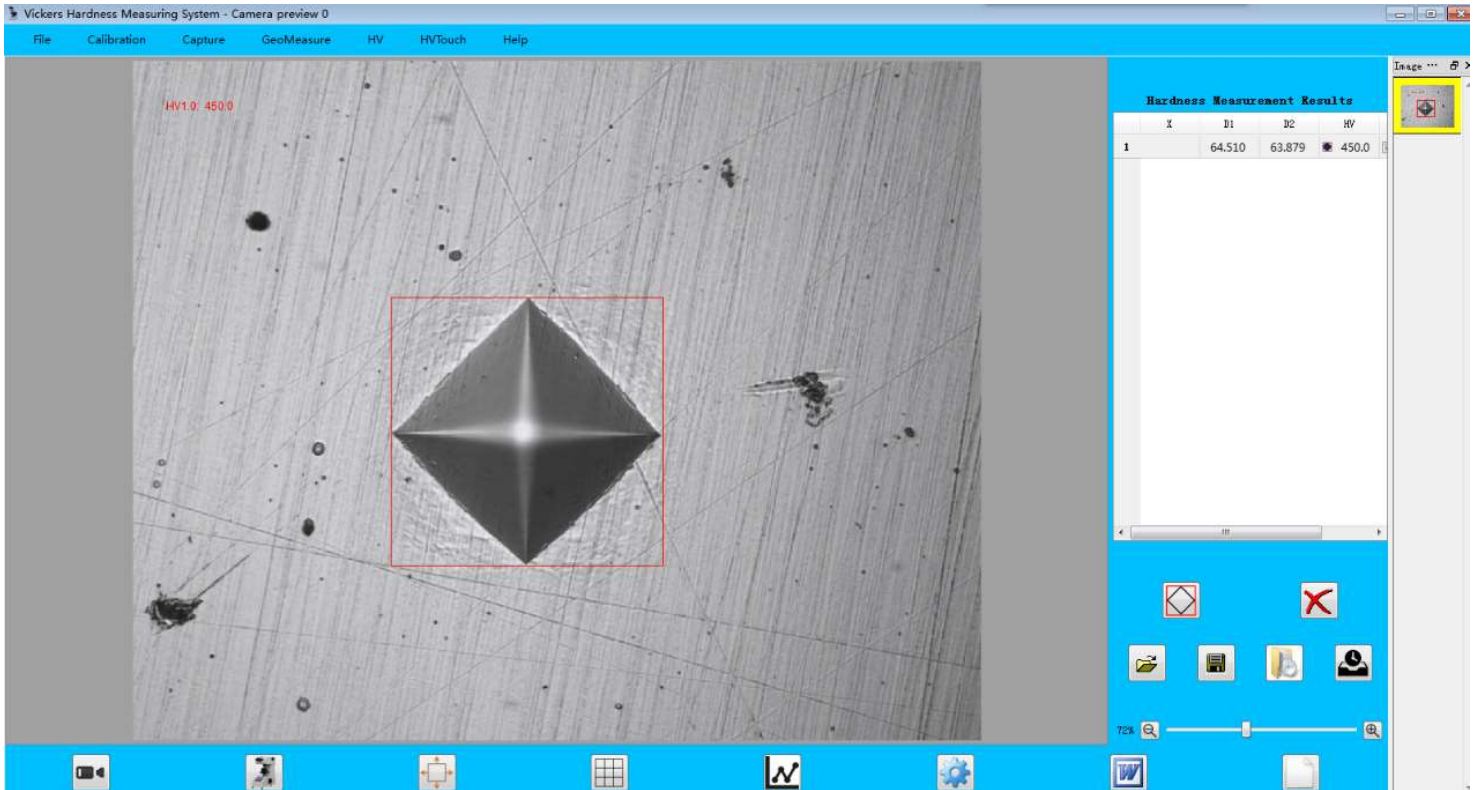 Vickers Hardness Measuring System - Camera preview 0
File Calibration Capture GeoMeasure HV HVTouch Help
Image ...
HV1.0: 450.0
Hardness Measurement Results
X D1 D2 HV
1 64.510 63.879 450.0
72%
W